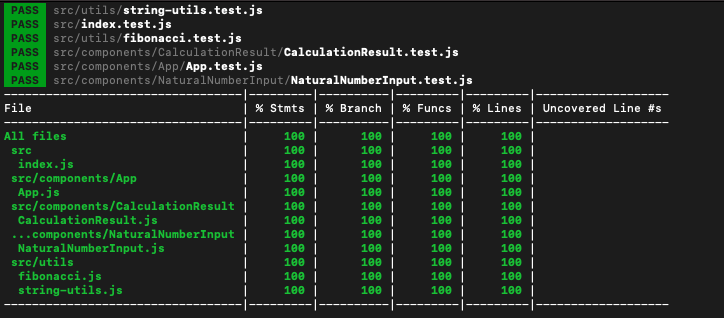 PASS src/utils/string-utils.test.js
PASS src/index.test.js
PASS src/utils/fibonacci.test.js
PASS src/components/CalculationResult/CalculationResult.test.js
PASS src/components/App/App.test.js
PASS src/components/NaturalNumberInput/NaturalNumberInput.test.js
File | % Stmts | % Branch | % Funcs | % Lines | Uncovered Line #s
All files | 100 | 100 | 100 | 100 |
src | 100 | 100 | 100 | 100 |
index.js | 100 | 100 | 100 | 100 |
src/components/App | 100 | 100 | 100 | 100 |
App.js | 100 | 100 | 100 | 100 |
src/components/CalculationResult | 100 | 100 | 100 | 100 |
CalculationResult.js | 100 | 100 | 100 | 100 |
...components/NaturalNumberInput | 100 | 100 | 100 | 100 |
NaturalNumberInput.js | 100 | 100 | 100 | 100 |
src/utils | 100 | 100 | 100 | 100 |
fibonacci.js | 100 | 100 | 100 | 100 |
string-utils.js | 100 | 100 | 100 | 100 |